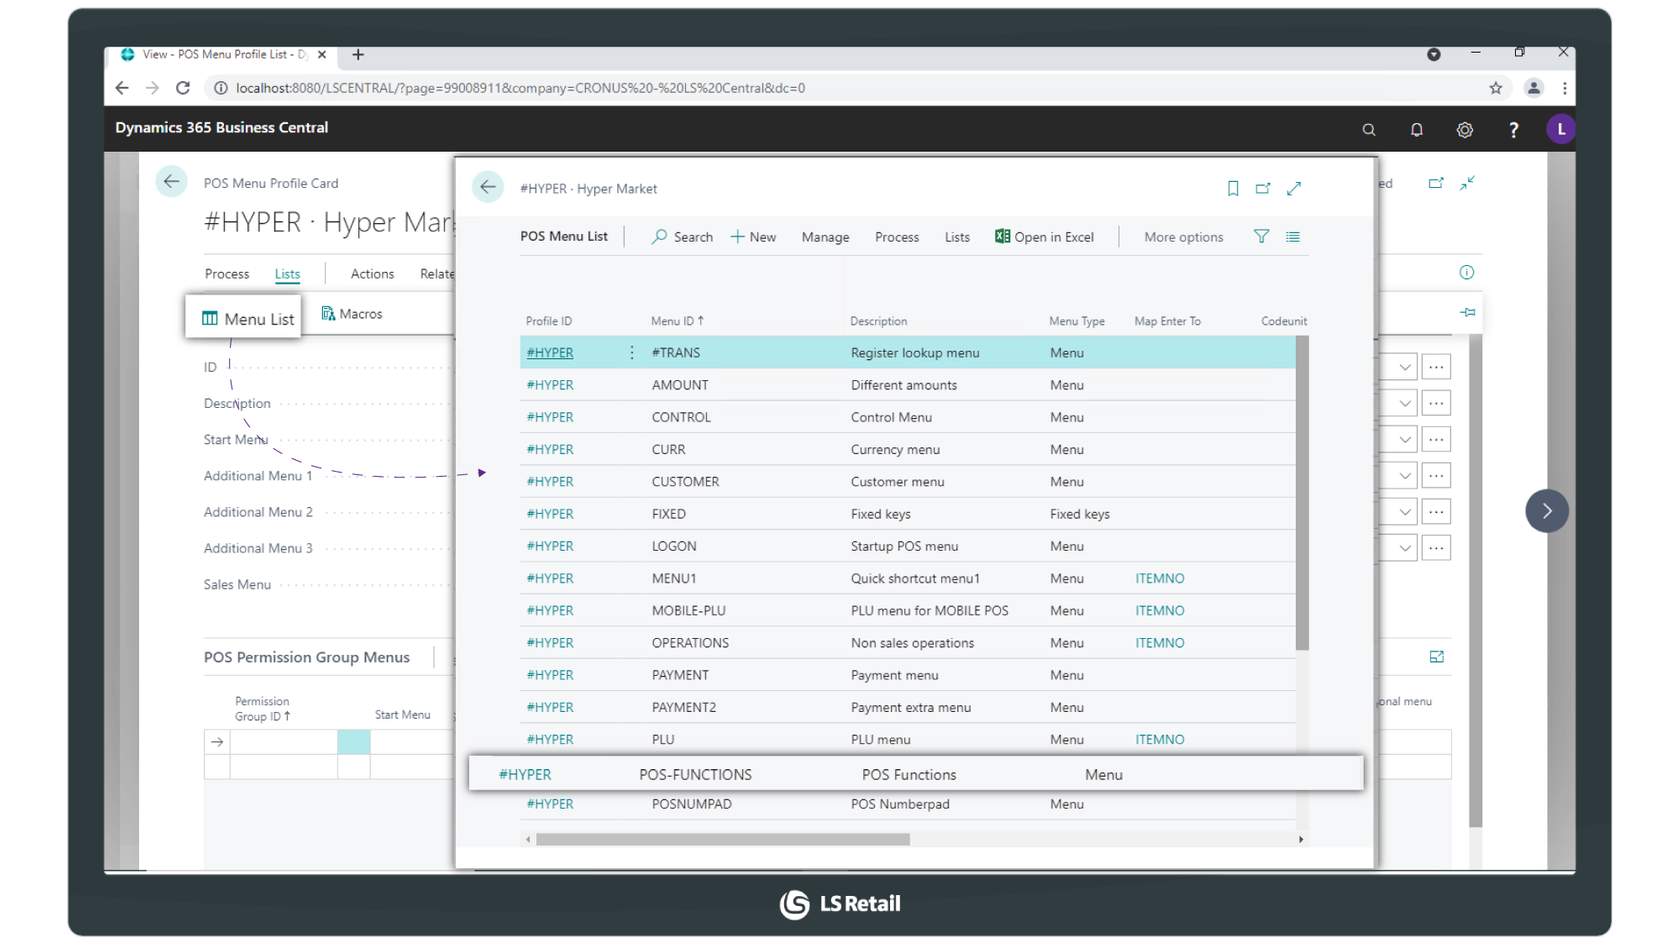 View - POS Menu Profile List - D
localhost:8080/LSCENTRAL/?page=99008911&company=CRONUS%20-%20LS%20Central&dc=0
Dynamics 365 Business Central
?
L
POS Menu Profile Card
#HYPER · Hyper Mar
Process
Lists
Actions
Relate
Menu List
Macros
ID
Description
Start Menu
Additional Menu 1
Additional Menu 2
Additional Menu 3
Sales Menu
POS Permission Group Menus
Permission
Group ID ↑
Start Menu
#HYPER · Hyper Market
POS Menu List
Search
New
Manage
Process
Lists
Open in Excel
More options
Profile ID Menu ID ↑ Description Menu Type Map Enter To Codeunit
#HYPER #TRANS Register lookup menu Menu
#HYPER AMOUNT Different amounts Menu
#HYPER CONTROL Control Menu Menu
#HYPER CURR Currency menu Menu
#HYPER CUSTOMER Customer menu Menu
#HYPER FIXED Fixed keys Fixed keys
#HYPER LOGON Startup POS menu Menu
#HYPER MENU1 Quick shortcut menu1 Menu ITEMNO
#HYPER MOBILE-PLU PLU menu for MOBILE POS Menu ITEMNO
#HYPER OPERATIONS Non sales operations Menu ITEMNO
#HYPER PAYMENT Payment menu Menu
#HYPER PAYMENT2 Payment extra menu Menu
#HYPER PLU PLU menu Menu ITEMNO
#HYPER POS-FUNCTIONS POS Functions Menu
#HYPER POSNUMPAD POS Numberpad Menu
ed
onal menu
LS Retail